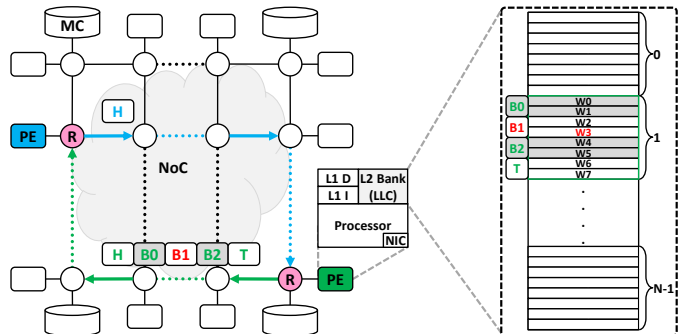 MC
H
PE
R
NoC
H B0 B1 B2 T
R
PE
L1 D
L1 I
L2 Bank
(LLC)
Processor
NIC
0
B0
B1
B2
T
W0
W1
W2
W3
W4
W5
W6
W7
1
.
.
.
N-1